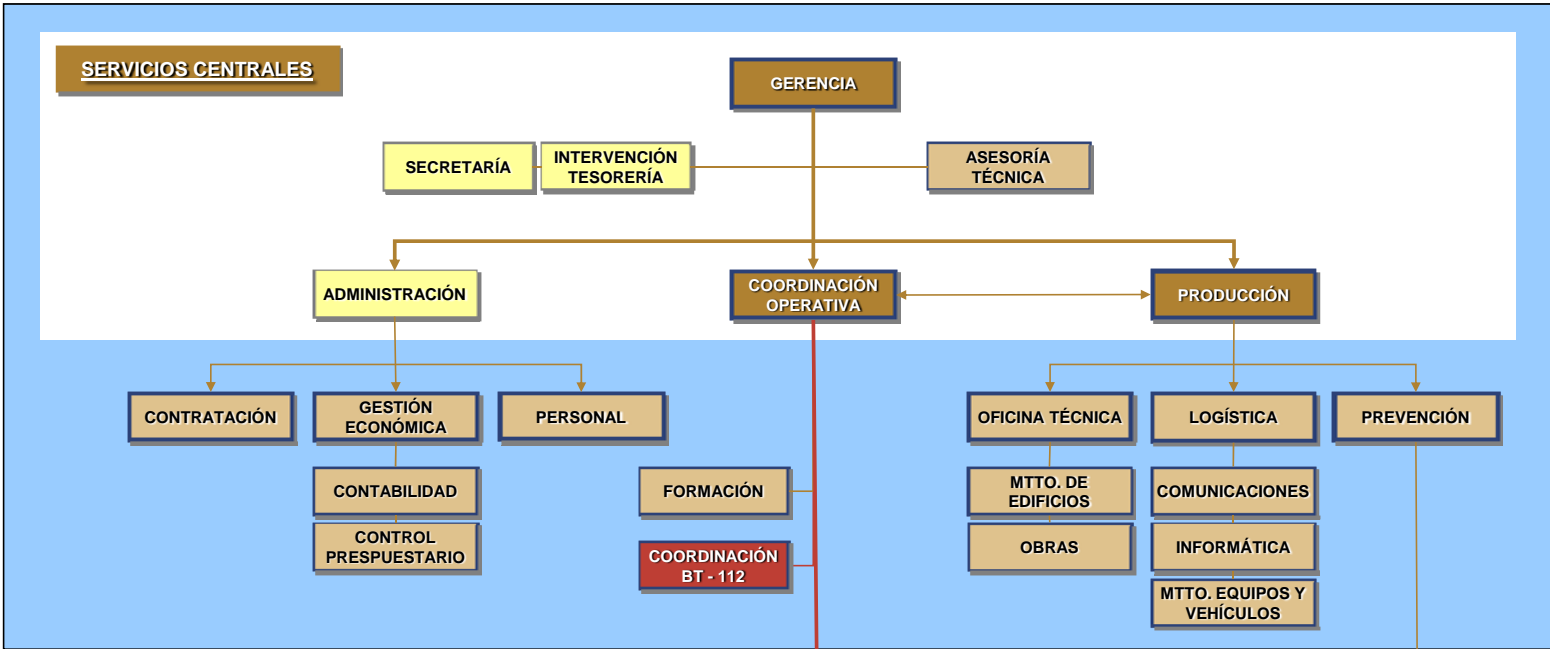 SERVICIOS CENTRALES
GERENCIA
SECRETARÍA
INTERVENCIÓN
TESORERÍA
ASESORÍA
TÉCNICA
ADMINISTRACIÓN
COORDINACIÓN
OPERATIVA
PRODUCCIÓN
CONTRATACIÓN
GESTIÓN
ECONÓMICA
PERSONAL
OFICINA TÉCNICA
LOGÍSTICA
PREVENCIÓN
CONTABILIDAD
FORMACIÓN
MTTO. DE
EDIFICIOS
COMUNICACIONES
CONTROL
PRESPUESTARIO
COORDINACIÓN
BT - 112
OBRAS
INFORMÁTICA
MTTO. EQUIPOS Y
VEHÍCULOS